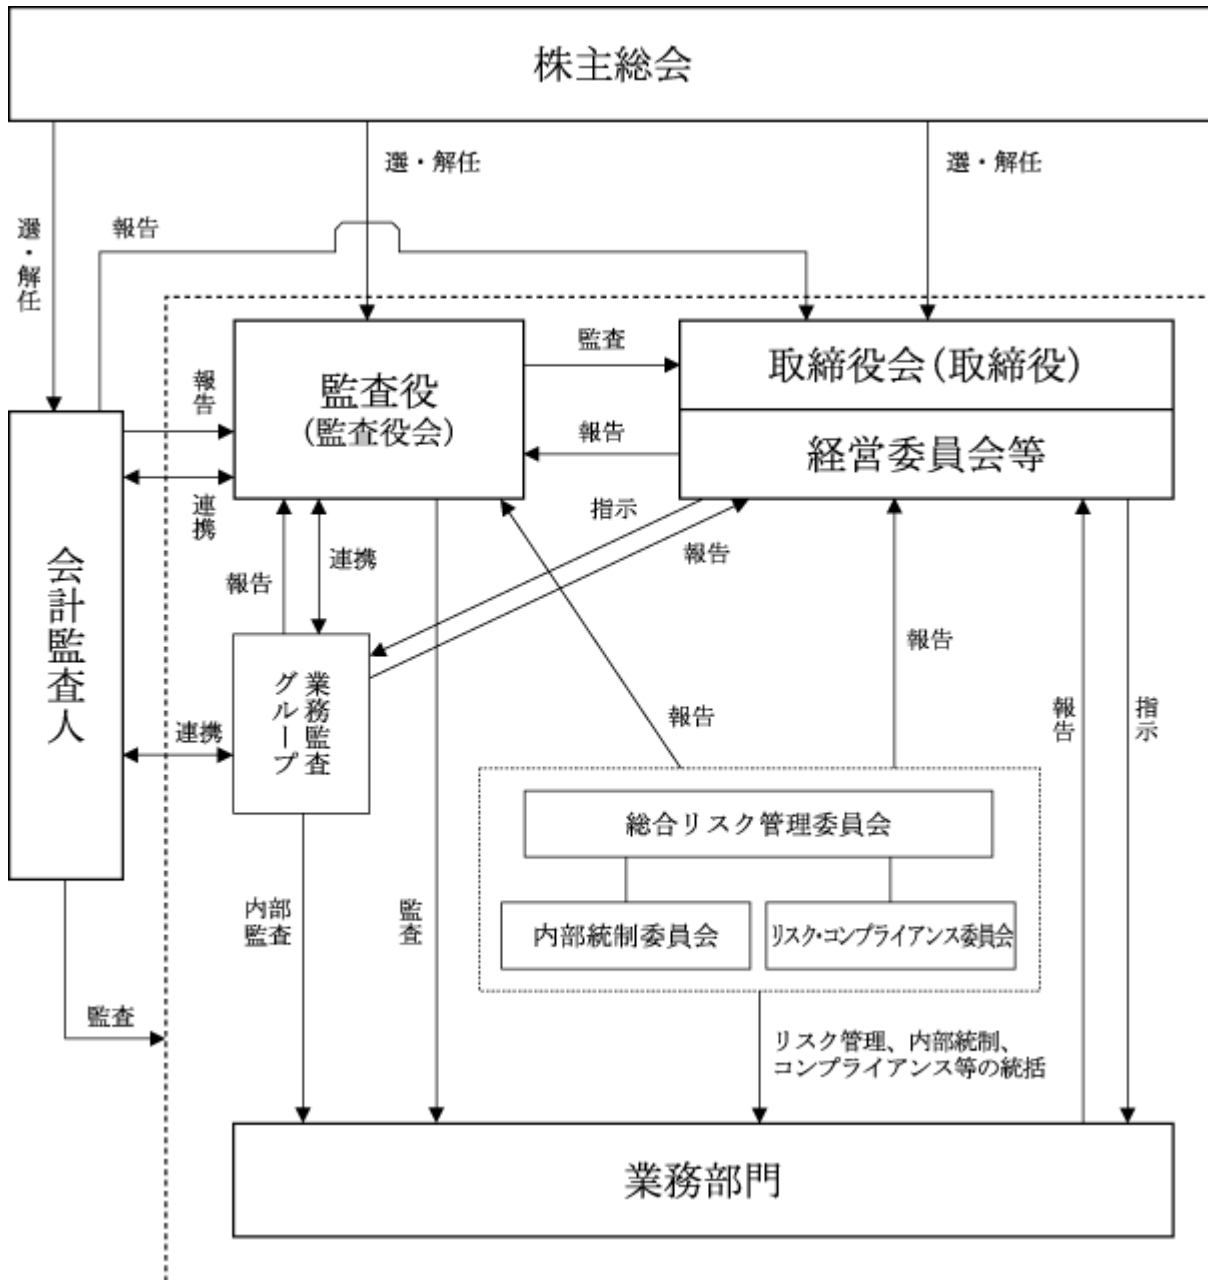 株主総会
選・解任
選・解任
選・解任
報告
監査役
(監査役会)
監査
報告
取締役会(取締役)
経営委員会等
報告
連携
会計監査人
報告
連携
指示
報告
業務監査
グループ
連携
報告
報告
報告
指示
総合リスク管理委員会
内部統制委員会
リスク・コンプライアンス委員会
内部
監査
監査
監査
リスク管理、内部統制、
コンプライアンス等の統括
業務部門